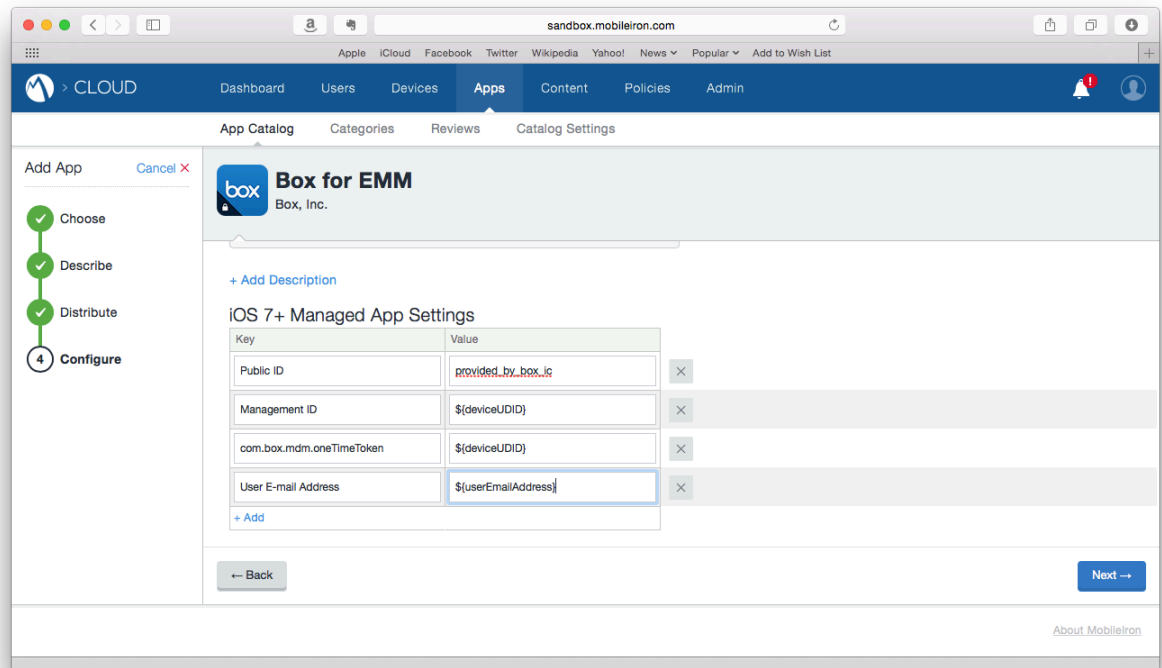 sandbox.mobileiron.com
Apple iCloud Facebook Twitter Wikipedia Yahoo! News Popular Add to Wish List
CLOUD Dashboard Users Devices Apps Content Policies Admin
App Catalog Categories Reviews Catalog Settings
Add App Cancel
Choose
Describe
Distribute
4 Configure
box
Box for EMM
Box, Inc.
+ Add Description
iOS 7+ Managed App Settings
Key Value
Public ID provided_by_box_ic
Management ID ${deviceUDID}
com.box.mdm.oneTimeToken ${deviceUDID}
User E-mail Address ${userEmailAddress}
+ Add
← Back Next →
About MobileIron